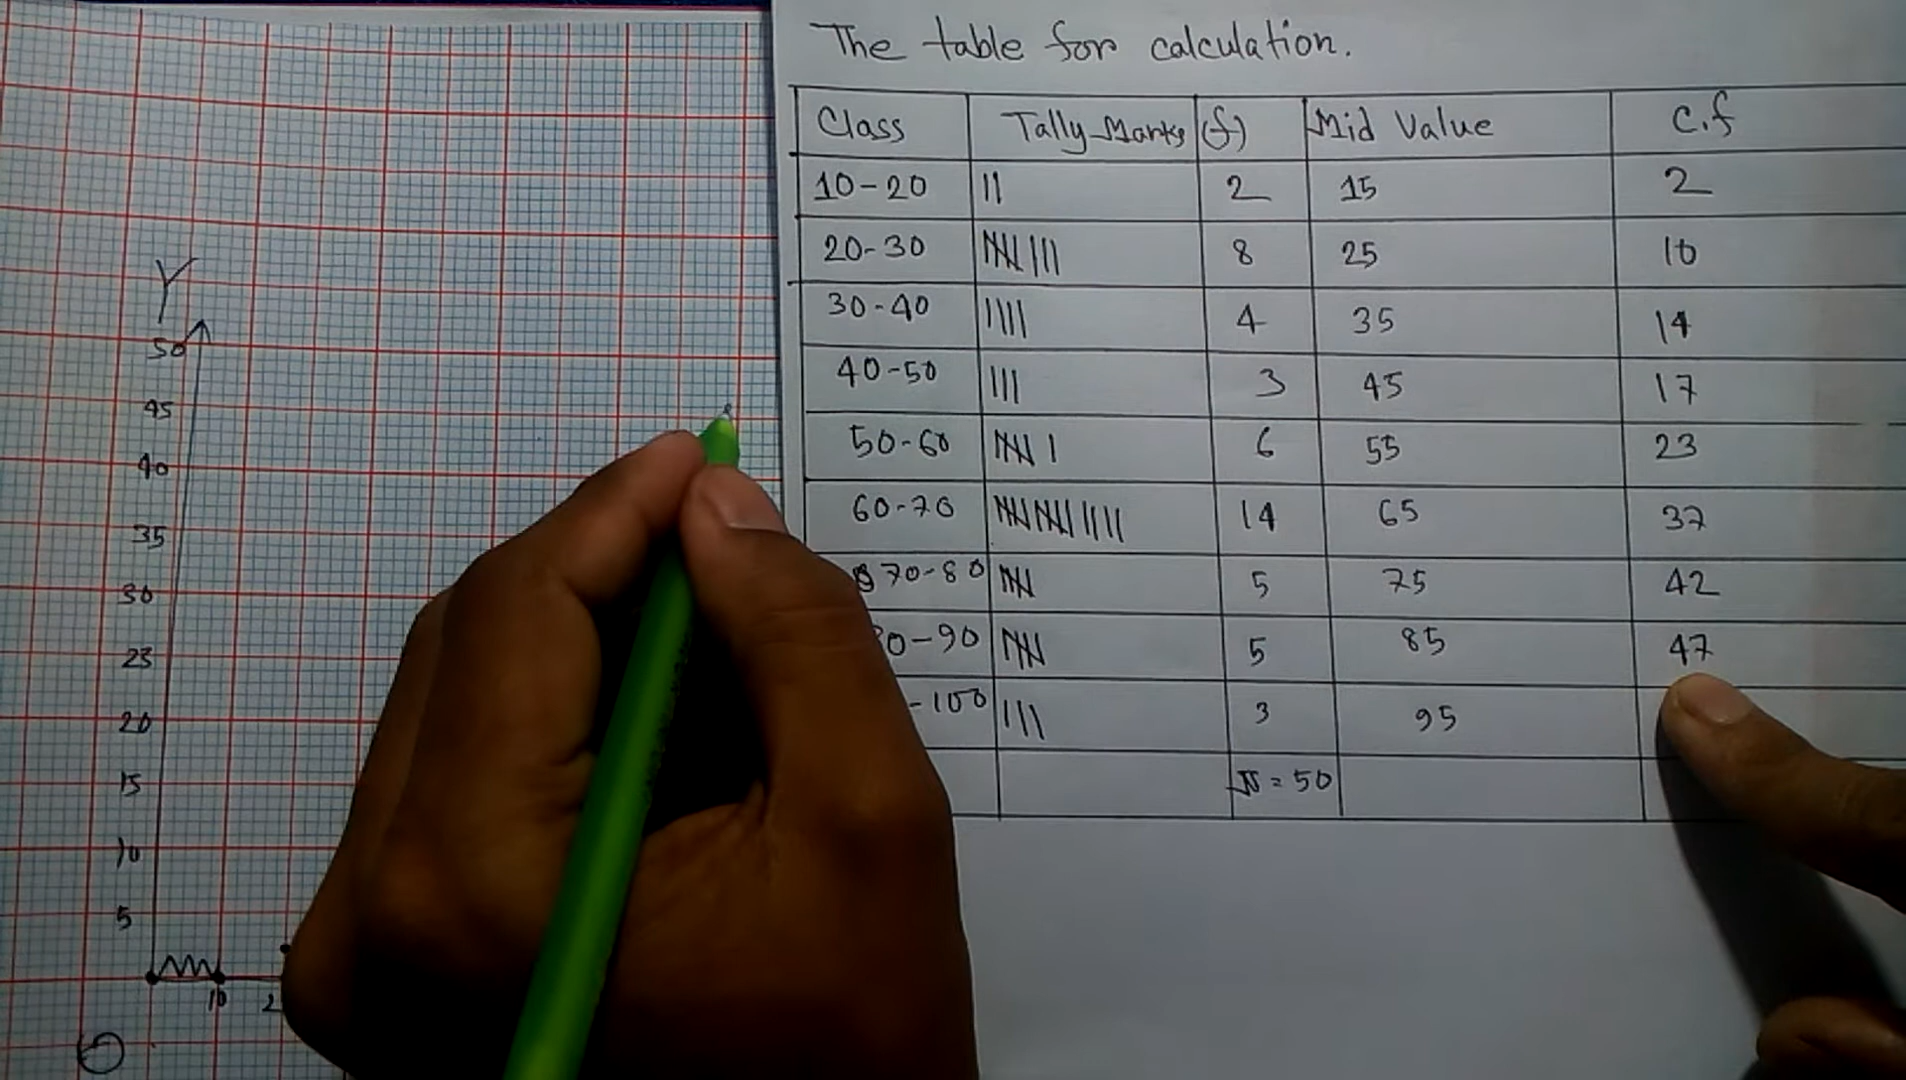 The table for calculation.
Class Tally Marks (f) Mid Value C.f
10-20 || 2 15 2
20-30 |||| ||| 8 25 10
30-40 |||| 4 35 14
40-50 ||| 3 45 17
50-60 |||| | 6 55 23
60-70 |||| |||| |||| 14 65 37
70-80 |||| 5 75 42
0-90 |||| 5 85 47
-100 ||| 3 95
N = 50
Y
50
45
40
35
30
25
20
15
10
5
10 2